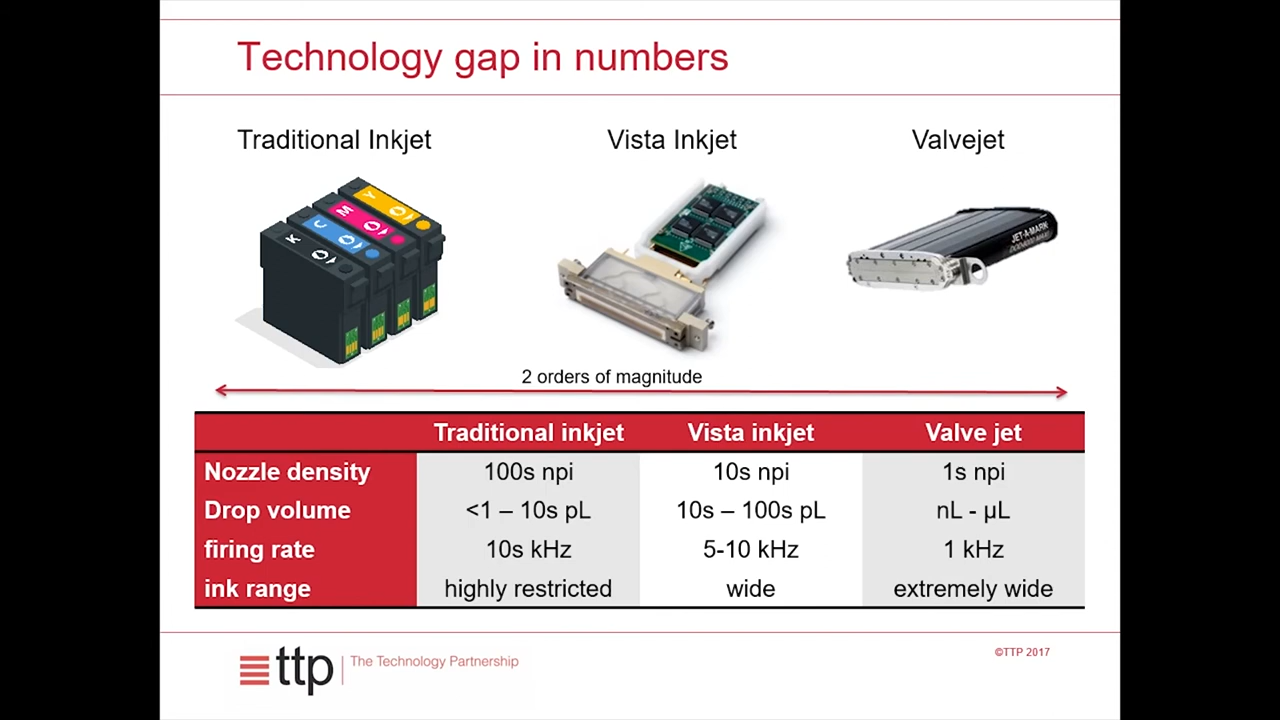 Technology gap in numbers
Traditional Inkjet
Vista Inkjet
Valvejet
K
C
M
Y
JET-A-MARK
2 orders of magnitude
Traditional inkjet Vista inkjet Valve jet
Nozzle density 100s npi 10s npi 1s npi
Drop volume <1 – 10s pL 10s – 100s pL nL - µL
firing rate 10s kHz 5-10 kHz 1 kHz
ink range highly restricted wide extremely wide
ttp The Technology Partnership
©TTP 2017